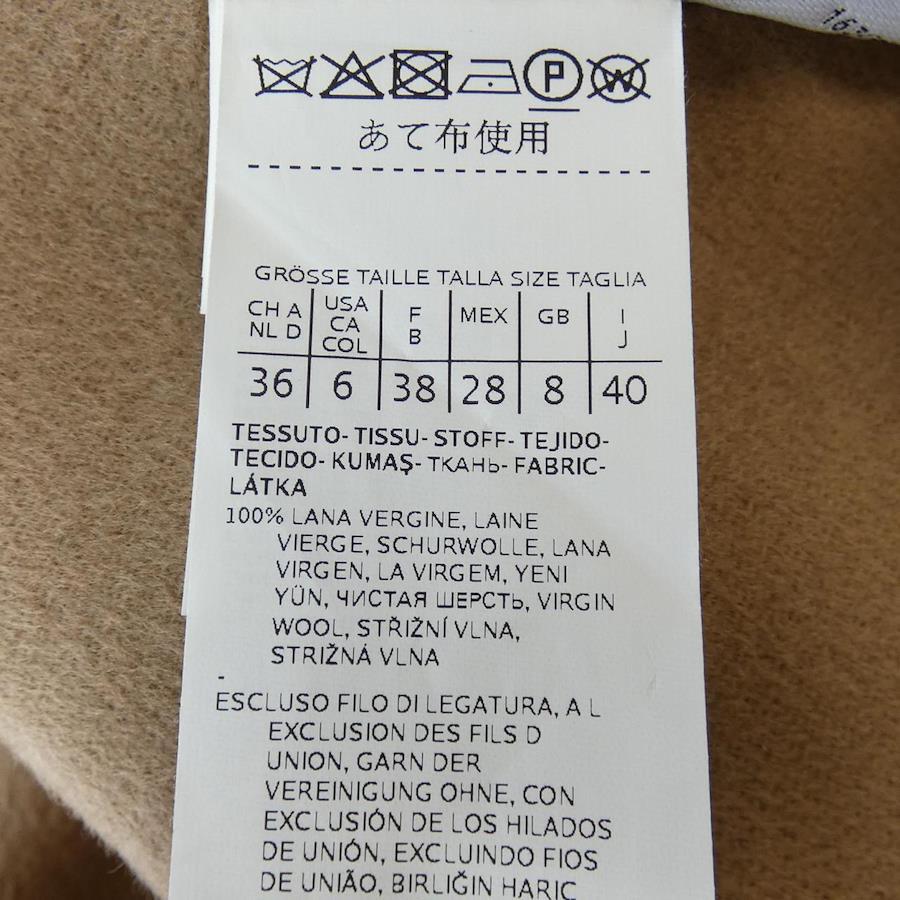 P W
あて布使用
GRÖSSE TAILLE TALLA SIZE TAGLIA
CH A NL D USA CA COL F B MEX GB I J
36 6 38 28 8 40
TESSUTO- TISSU- STOFF- TEJIDO-
TECIDO- KUMAŞ- ТКАНЬ- FABRIC-
LÁTKA
100% LANA VERGINE, LAINE
VIERGE, SCHURWOLLE, LANA
VIRGEN, LA VIRGEM, YENI
YÜN, ЧИСТАЯ ШЕРСТЬ, VIRGIN
WOOL, STŘIŽNÍ VLNA,
STRIŽNÁ VLNA
-
ESCLUSO FILO DI LEGATURA, A L
EXCLUSION DES FILS D
UNION, GARN DER
VEREINIGUNG OHNE, CON
EXCLUSIÓN DE LOS HILADOS
DE UNIÓN, EXCLUINDO FIOS
DE UNIÃO, BIRLIĞIN HARIC